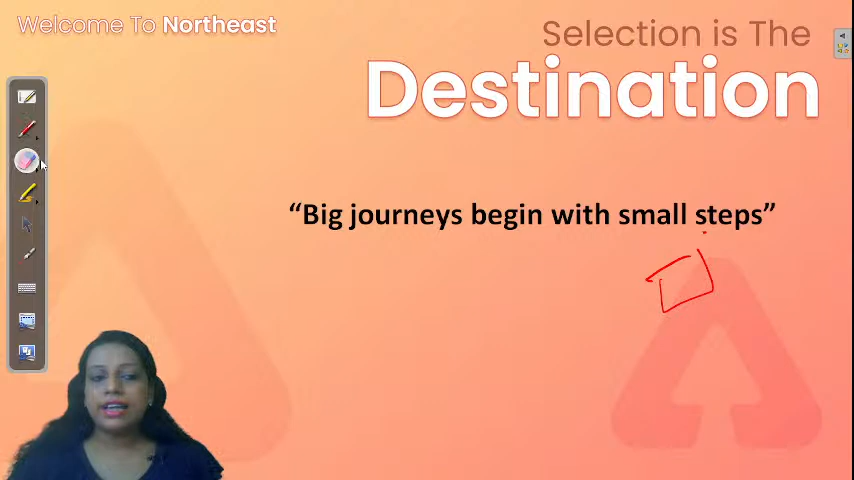 Welcome To Northeast
Selection is The
Destination
“Big journeys begin with small steps”